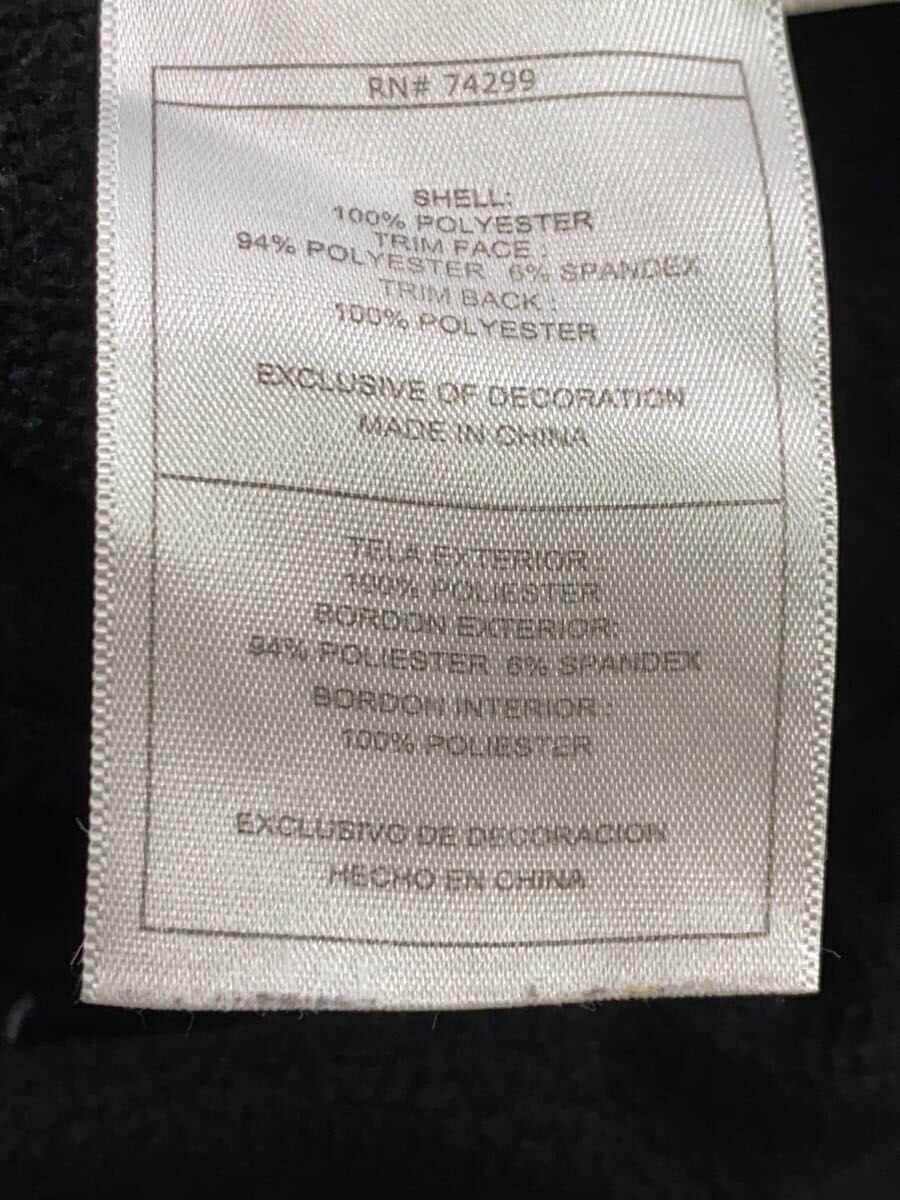 RN# 74299
SHELL:
100% POLYESTER
TRIM FACE :
94% POLYESTER 6% SPANDEX
TRIM BACK :
100% POLYESTER
EXCLUSIVE OF DECORATION
MADE IN CHINA
TELA EXTERIOR
100% POLIESTER
BORDON EXTERIOR:
94% POLIESTER 6% SPANDEX
BORDON INTERIOR :
100% POLIESTER
EXCLUSIVO DE DECORACION
HECHO EN CHINA